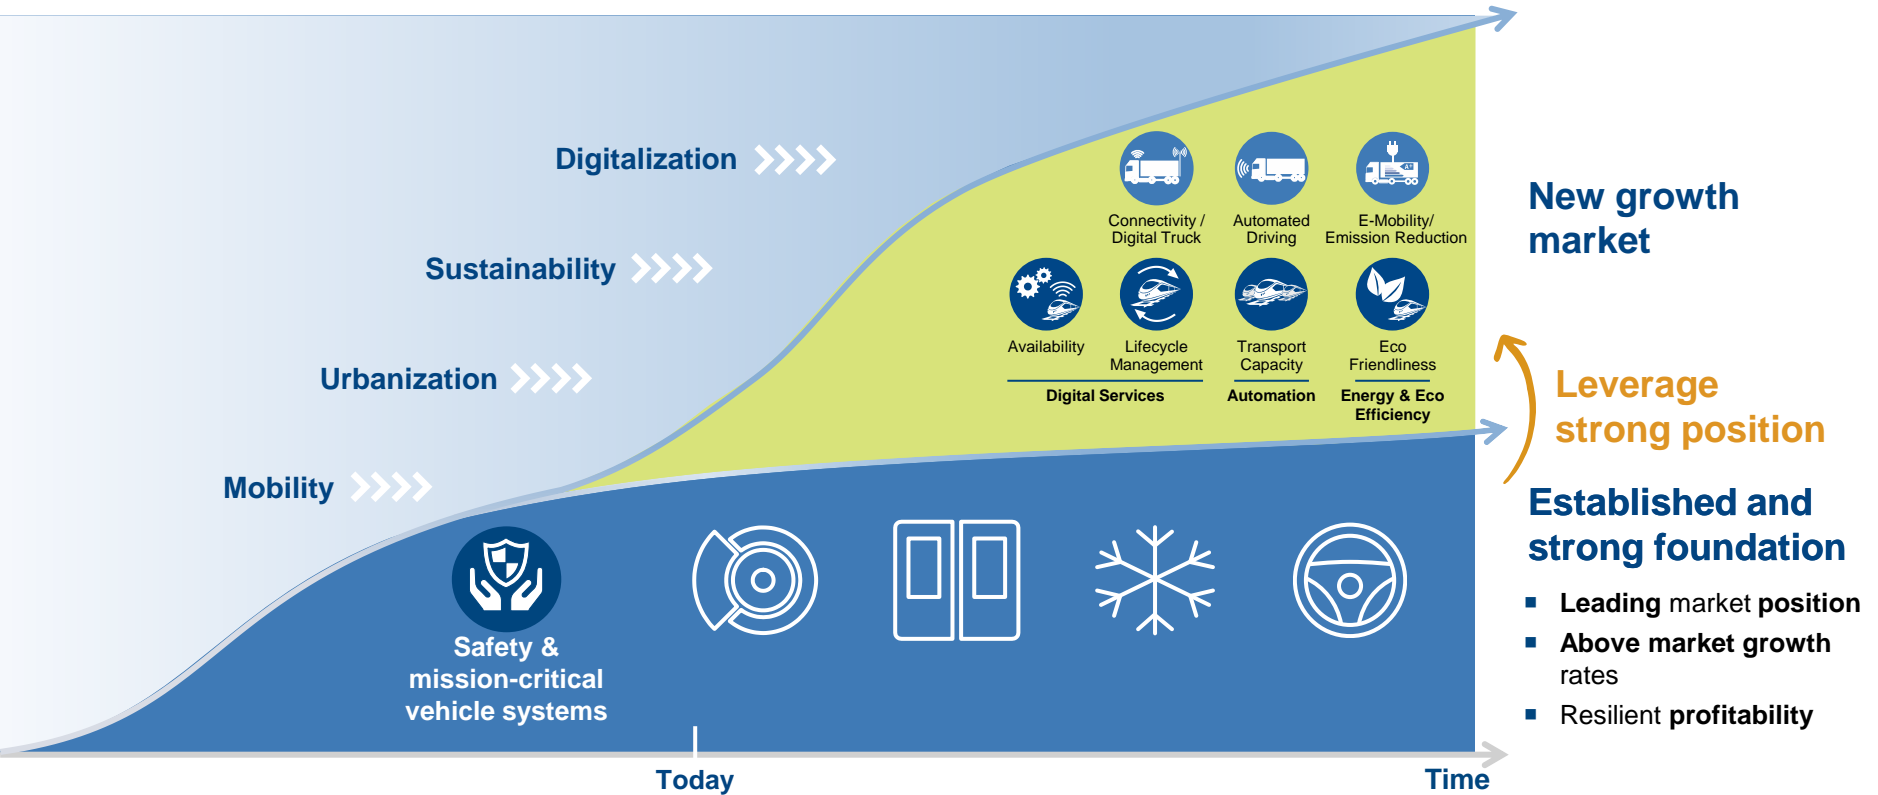 Digitalization
Sustainability
Urbanization
Mobility
Connectivity /
Digital Truck
Automated
Driving
E-Mobility/
Emission Reduction
Availability
Lifecycle
Management
Transport
Capacity
Eco
Friendliness
Digital Services
Automation
Energy & Eco
Efficiency
Safety &
mission-critical
vehicle systems
Today
Time
New growth
market
Leverage
strong position
Established and
strong foundation
Leading market position
Above market growth
rates
Resilient profitability